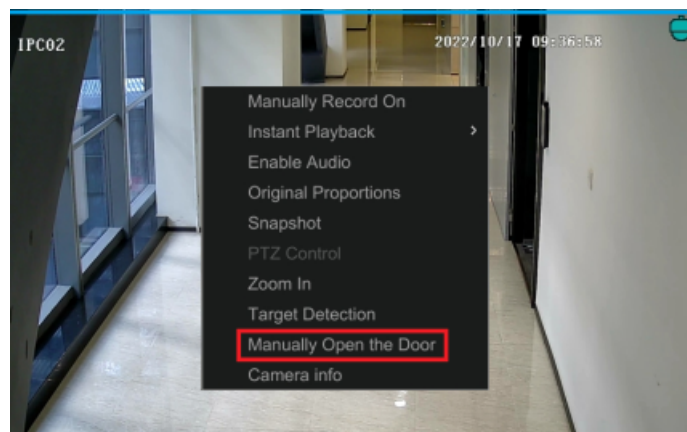 IPC02
2022/10/17 09:36:58
Manually Record On
Instant Playback
Enable Audio
Original Proportions
Snapshot
PTZ Control
Zoom In
Target Detection
Manually Open the Door
Camera info